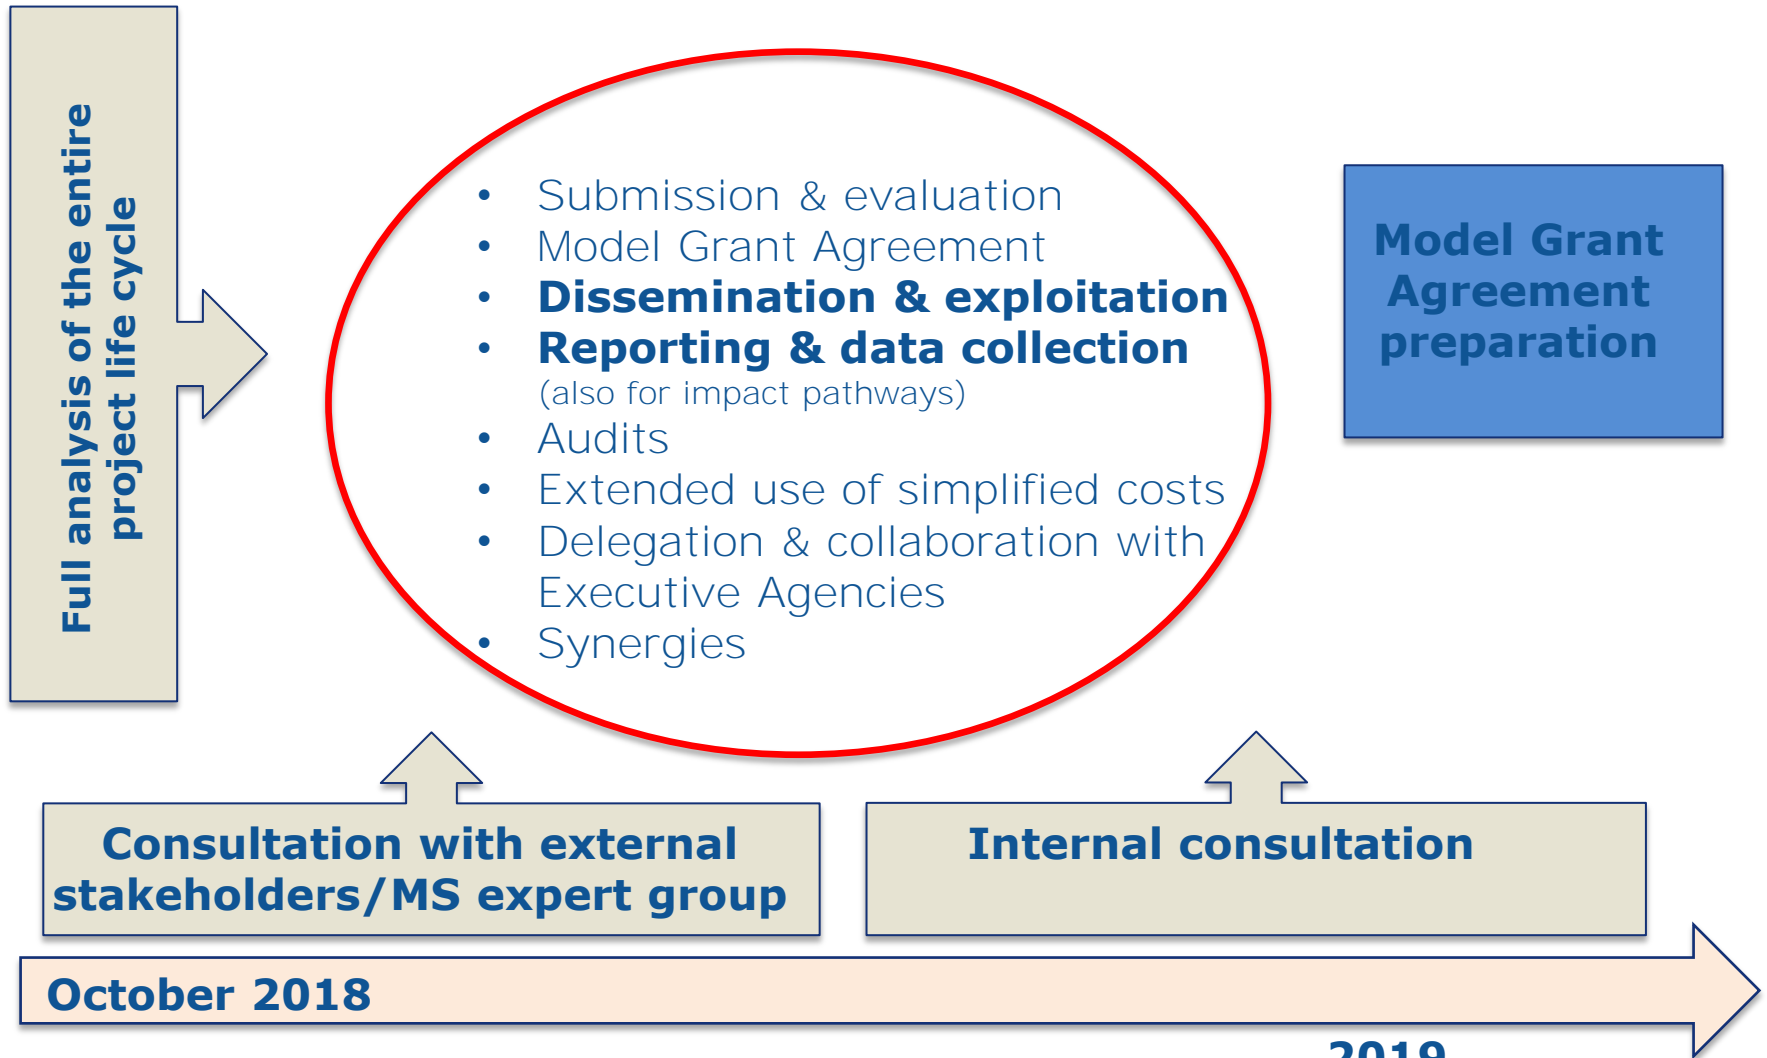 Full analysis of the entire
project life cycle
• Submission & evaluation
• Model Grant Agreement
• Dissemination & exploitation
• Reporting & data collection
(also for impact pathways)
• Audits
• Extended use of simplified costs
• Delegation & collaboration with
Executive Agencies
• Synergies
Model Grant
Agreement
preparation
Consultation with external
stakeholders/MS expert group
Internal consultation
October 2018
2019